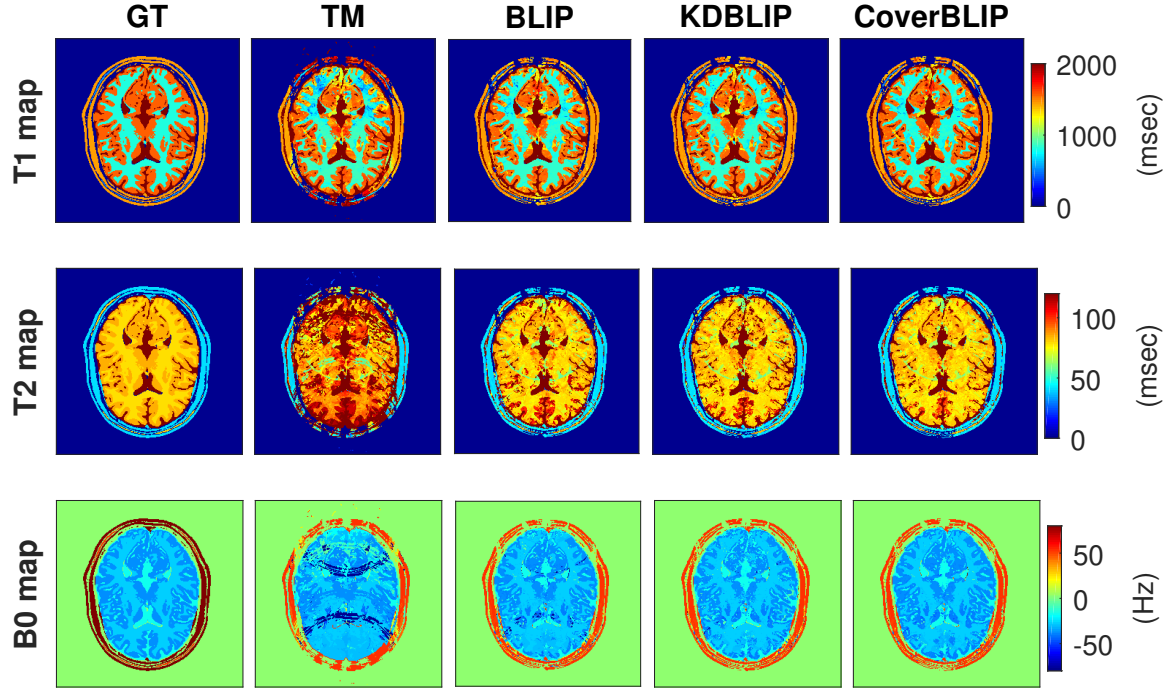 GT TM BLIP KDBLIP CoverBLIP
T1 map
2000
1000
0
(msec)
T2 map
100
50
0
(msec)
B0 map
50
0
-50
(Hz)